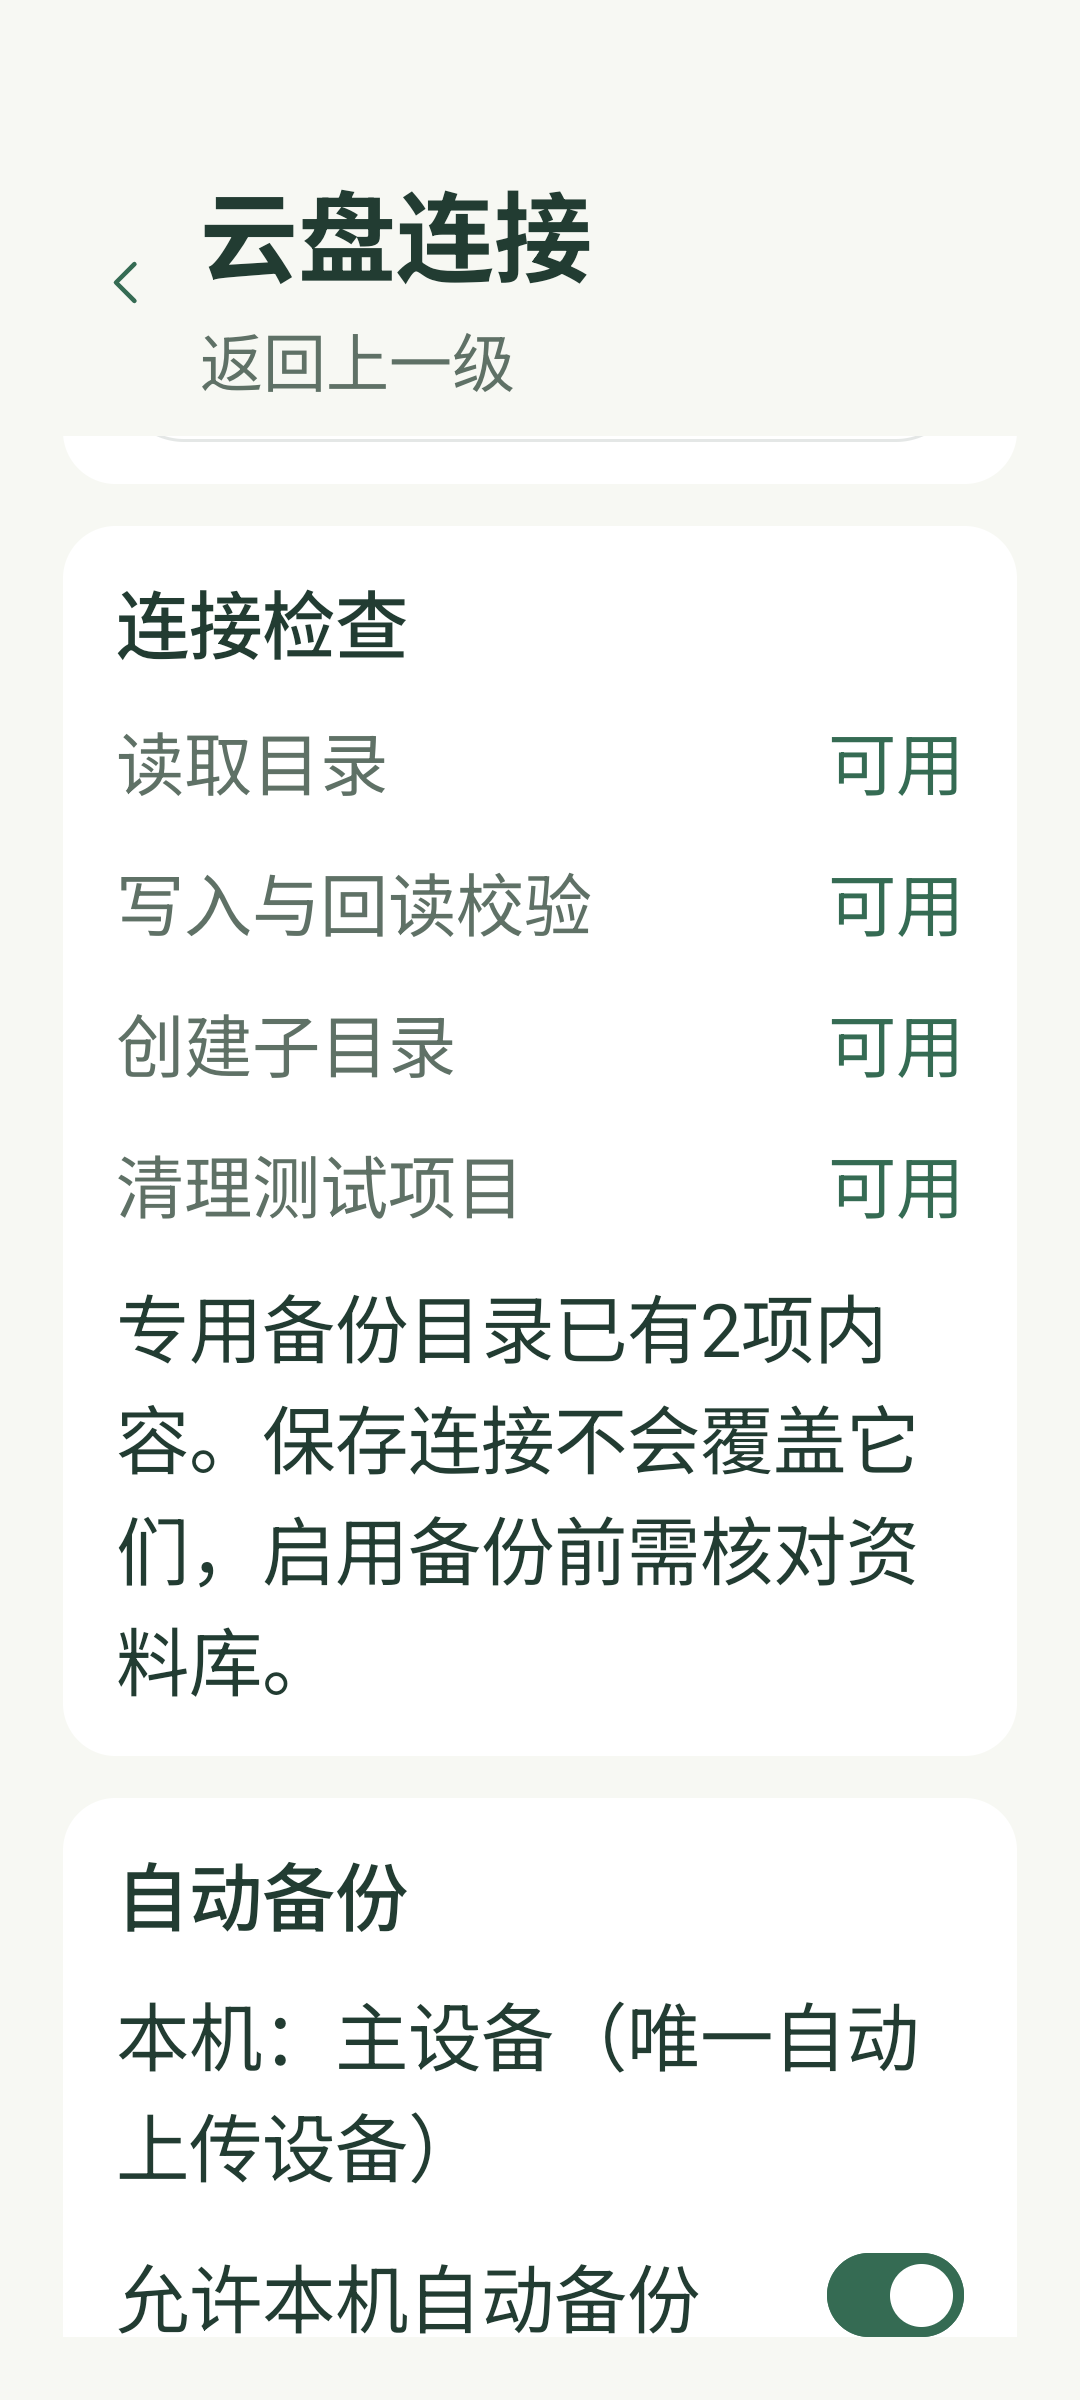 云盘连接
返回上一级
连接检查
读取目录 可用
写入与回读校验 可用
创建子目录 可用
清理测试项目 可用
专用备份目录已有2项内
容。保存连接不会覆盖它
们，启用备份前需核对资
料库。
自动备份
本机：主设备（唯一自动
上传设备）
允许本机自动备份